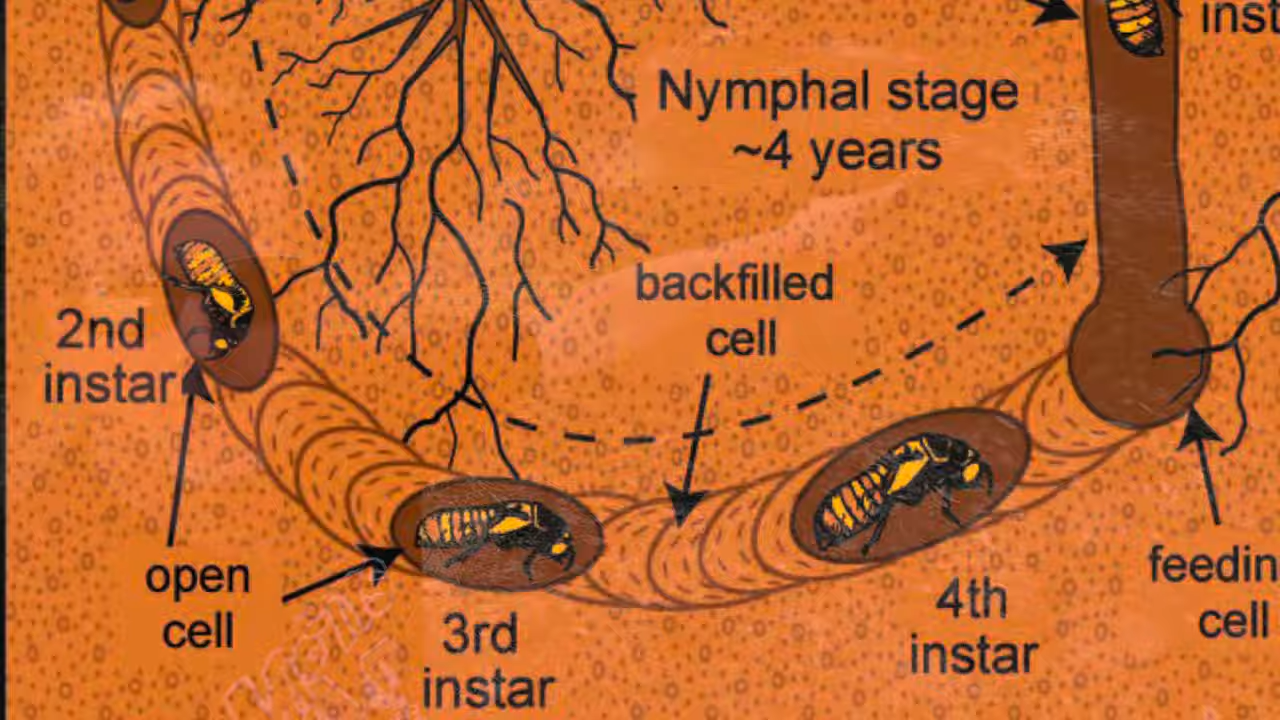 inst
Nymphal stage
~4 years
backfilled
cell
2nd
instar
open
cell
3rd
instar
4th
instar
feedin
cell